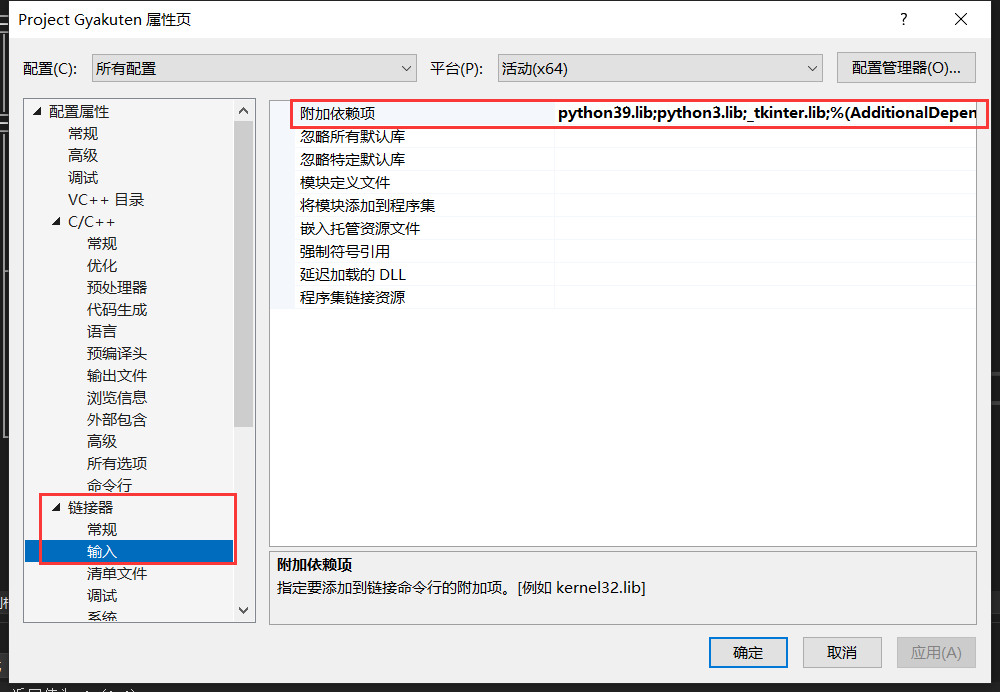 Project Gyakuten 属性页
?
配置(C): 所有配置 平台(P): 活动(x64) 配置管理器(O)...
配置属性
常规
高级
调试
VC++ 目录
C/C++
常规
优化
预处理器
代码生成
语言
预编译头
输出文件
浏览信息
外部包含
高级
所有选项
命令行
链接器
常规
输入
清单文件
调试
系统
附加依赖项 python39.lib;python3.lib;_tkinter.lib;%(AdditionalDepen
忽略所有默认库
忽略特定默认库
模块定义文件
将模块添加到程序集
嵌入托管资源文件
强制符号引用
延迟加载的 DLL
程序集链接资源
附加依赖项
指定要添加到链接命令行的附加项。[例如 kernel32.lib]
确定 取消 应用(A)